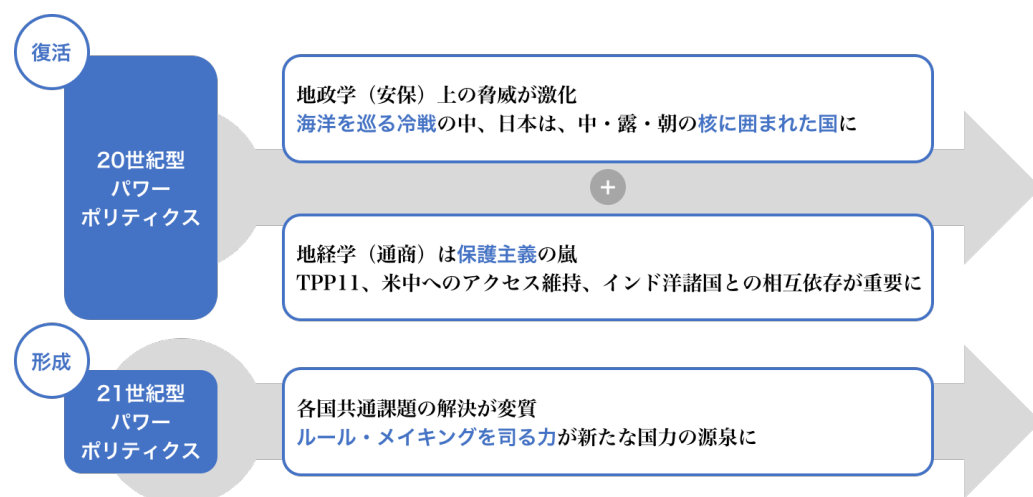 復活
20世紀型
パワー
ポリティクス
地政学（安保）上の脅威が激化
海洋を巡る冷戦の中、日本は、中・露・朝の核に囲まれた国に
+
地経学（通商）は保護主義の嵐
TPP11、米中へのアクセス維持、インド洋諸国との相互依存が重要に
形成
21世紀型
パワー
ポリティクス
各国共通課題の解決が変質
ルール・メイキングを司る力が新たな国力の源泉に